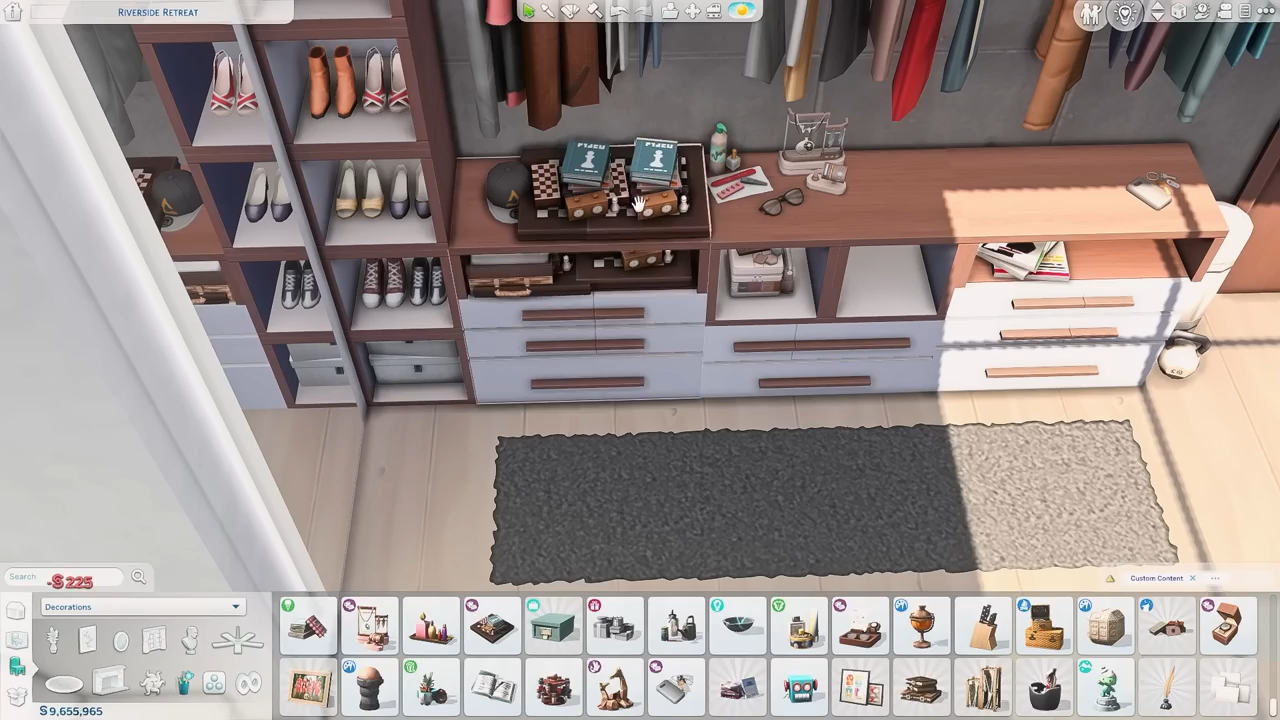 RIVERSIDE RETREAT
Search
-§225
Custom Content
Decorations
§9,655,965